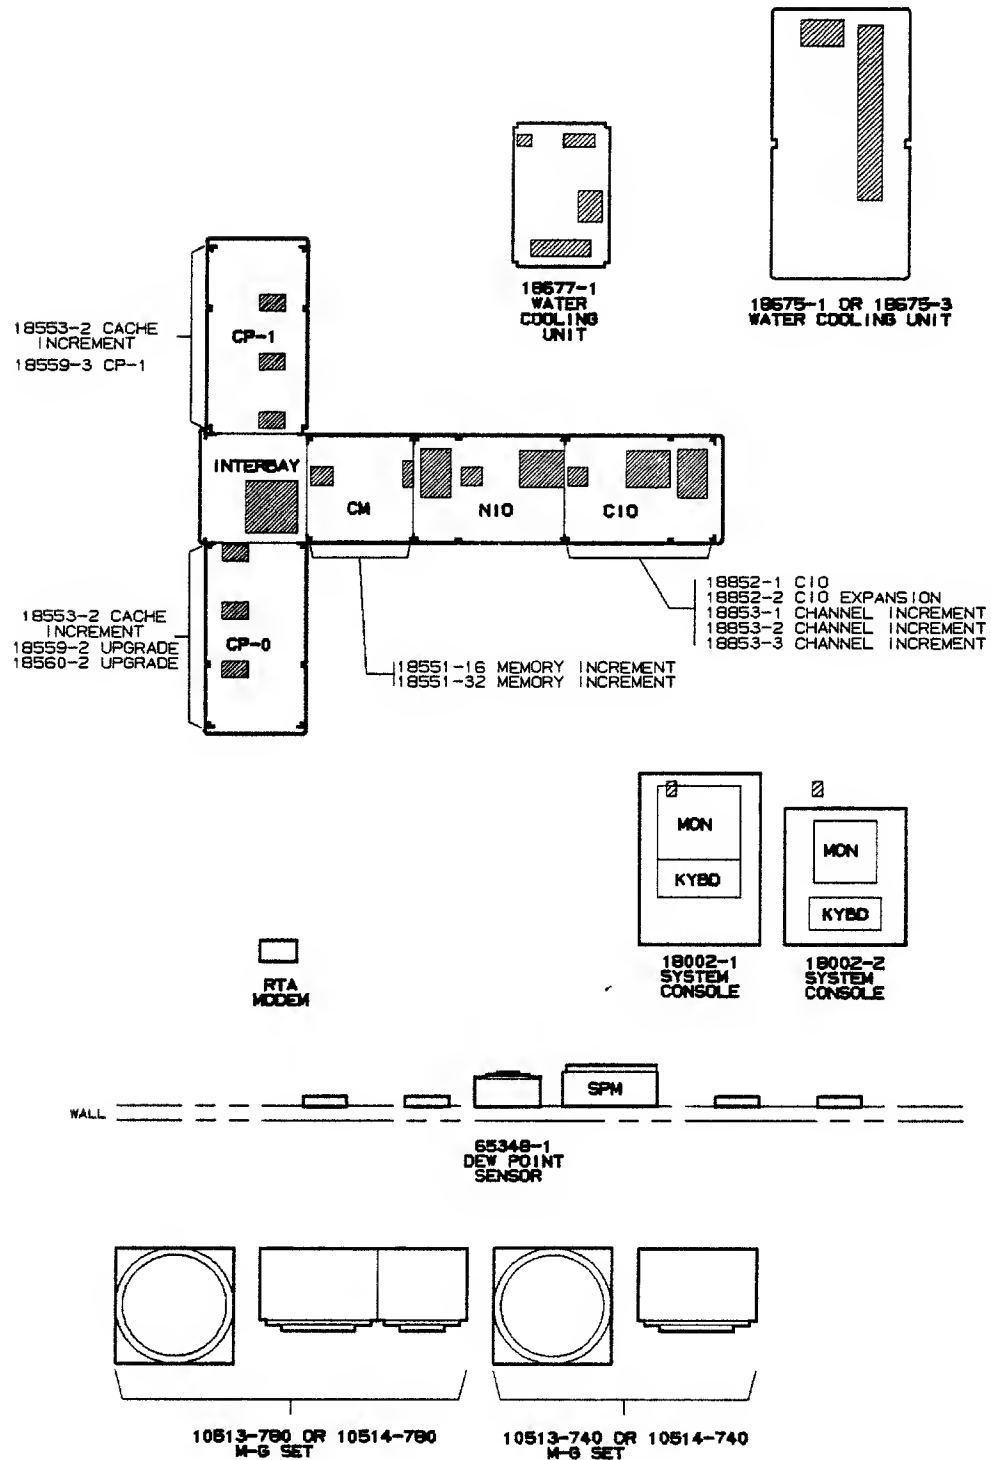 18677-1
WATER
COOLING
UNIT
18675-1 OR 18675-3
WATER COOLING UNIT
18553-2 CACHE
INCREMENT
18559-3 CP-1
CP-1
INTERBAY
CM
NIO
CIO
18852-1 CIO
18852-2 CIO EXPANSION
18853-1 CHANNEL INCREMENT
18853-2 CHANNEL INCREMENT
18853-3 CHANNEL INCREMENT
18553-2 CACHE
INCREMENT
18559-2 UPGRADE
18560-2 UPGRADE
CP-0
18551-16 MEMORY INCREMENT
18551-32 MEMORY INCREMENT
MON
KYBD
MON
KYBD
18002-1
SYSTEM
CONSOLE
18002-2
SYSTEM
CONSOLE
RTA
MODEM
SPM
WALL
65348-1
DEW POINT
SENSOR
10513-780 OR 10514-780
M-G SET
10513-740 OR 10514-740
M-G SET